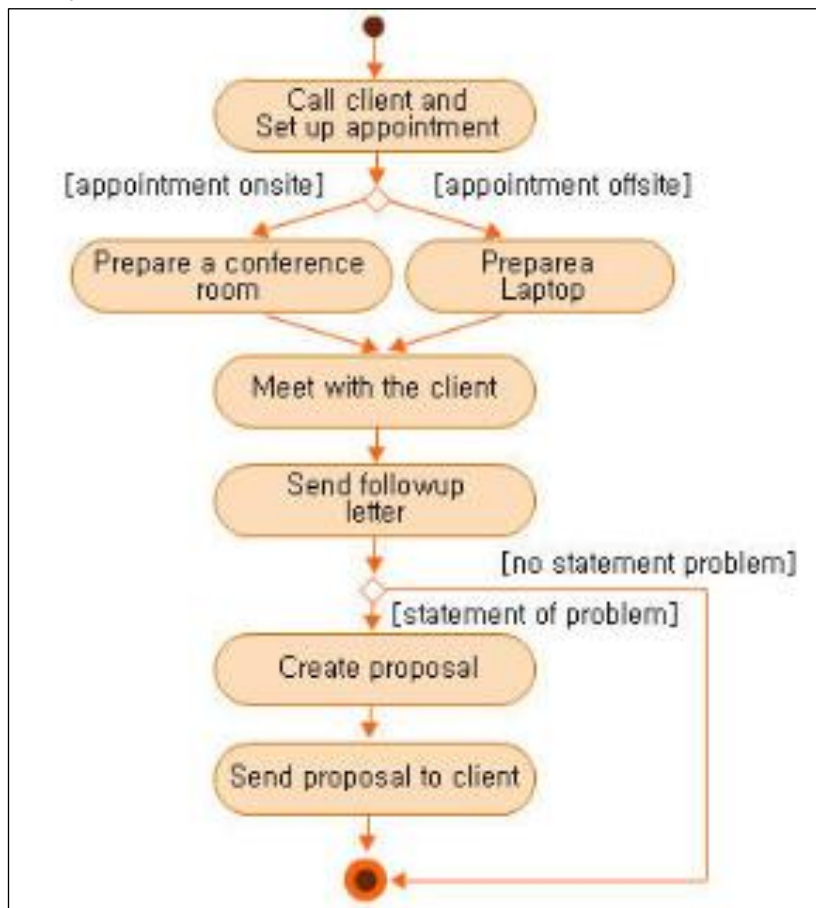 Call client and
Set up appointment
[appointment onsite]
[appointment offsite]
Prepare a conference
room
Preparea
Laptop
Meet with the client
Send followup
letter
[no statement problem]
[statement of problem]
Create proposal
Send proposal to client